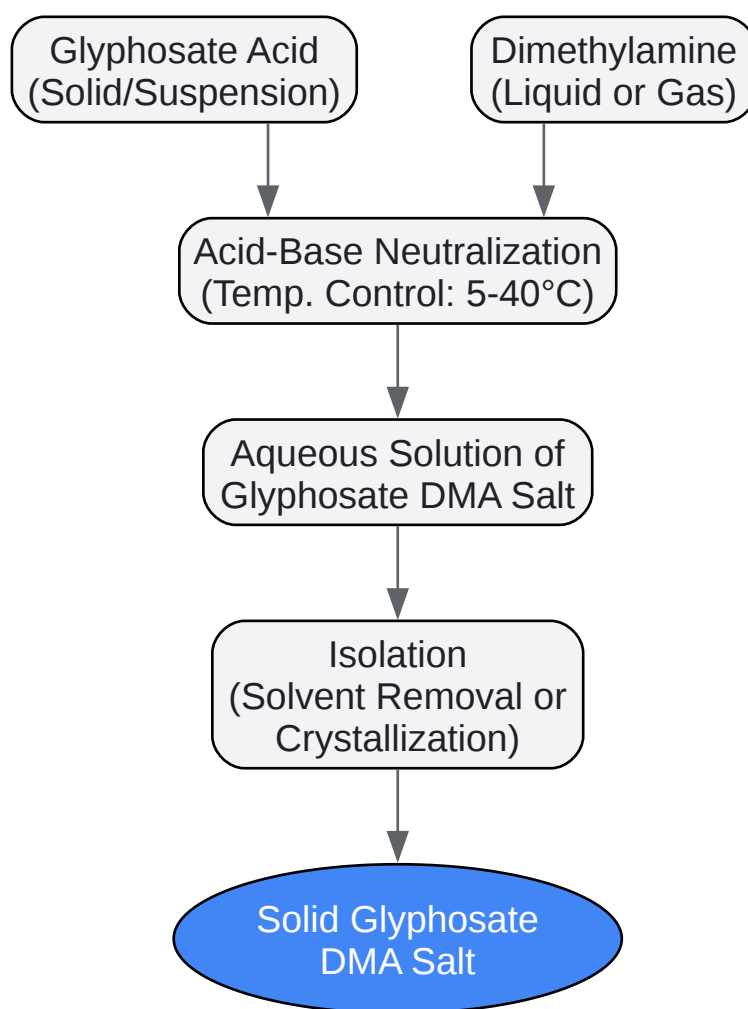 Glyphosate Acid
(Solid/Suspension)
Dimethylamine
(Liquid or Gas)
Acid-Base Neutralization
(Temp. Control: 5-40°C)
Aqueous Solution of
Glyphosate DMA Salt
Isolation
(Solvent Removal or
Crystallization)
Solid Glyphosate
DMA Salt